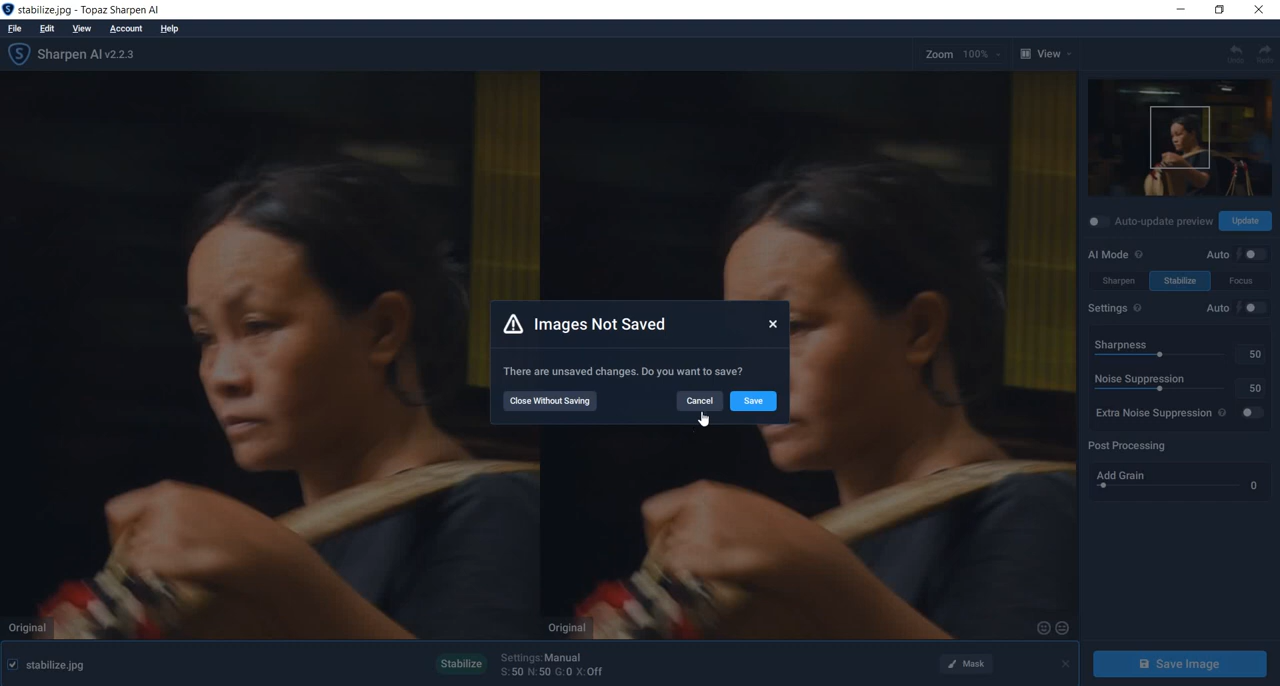 stabilize.jpg - Topaz Sharpen AI
File Edit View Account Help
Sharpen AI v2.2.3
Zoom 100% View
Undo Redo
Auto-update preview Update
AI Mode Auto
Sharpen Stabilize Focus
Settings Auto
Images Not Saved
There are unsaved changes. Do you want to save?
Close Without Saving Cancel Save
Sharpness
50
Noise Suppression
50
Extra Noise Suppression
Post Processing
Add Grain
0
Original
Original
stabilize.jpg
Stabilize
Settings: Manual
S:50 N:50 G:0 X:Off
Mask
Save Image